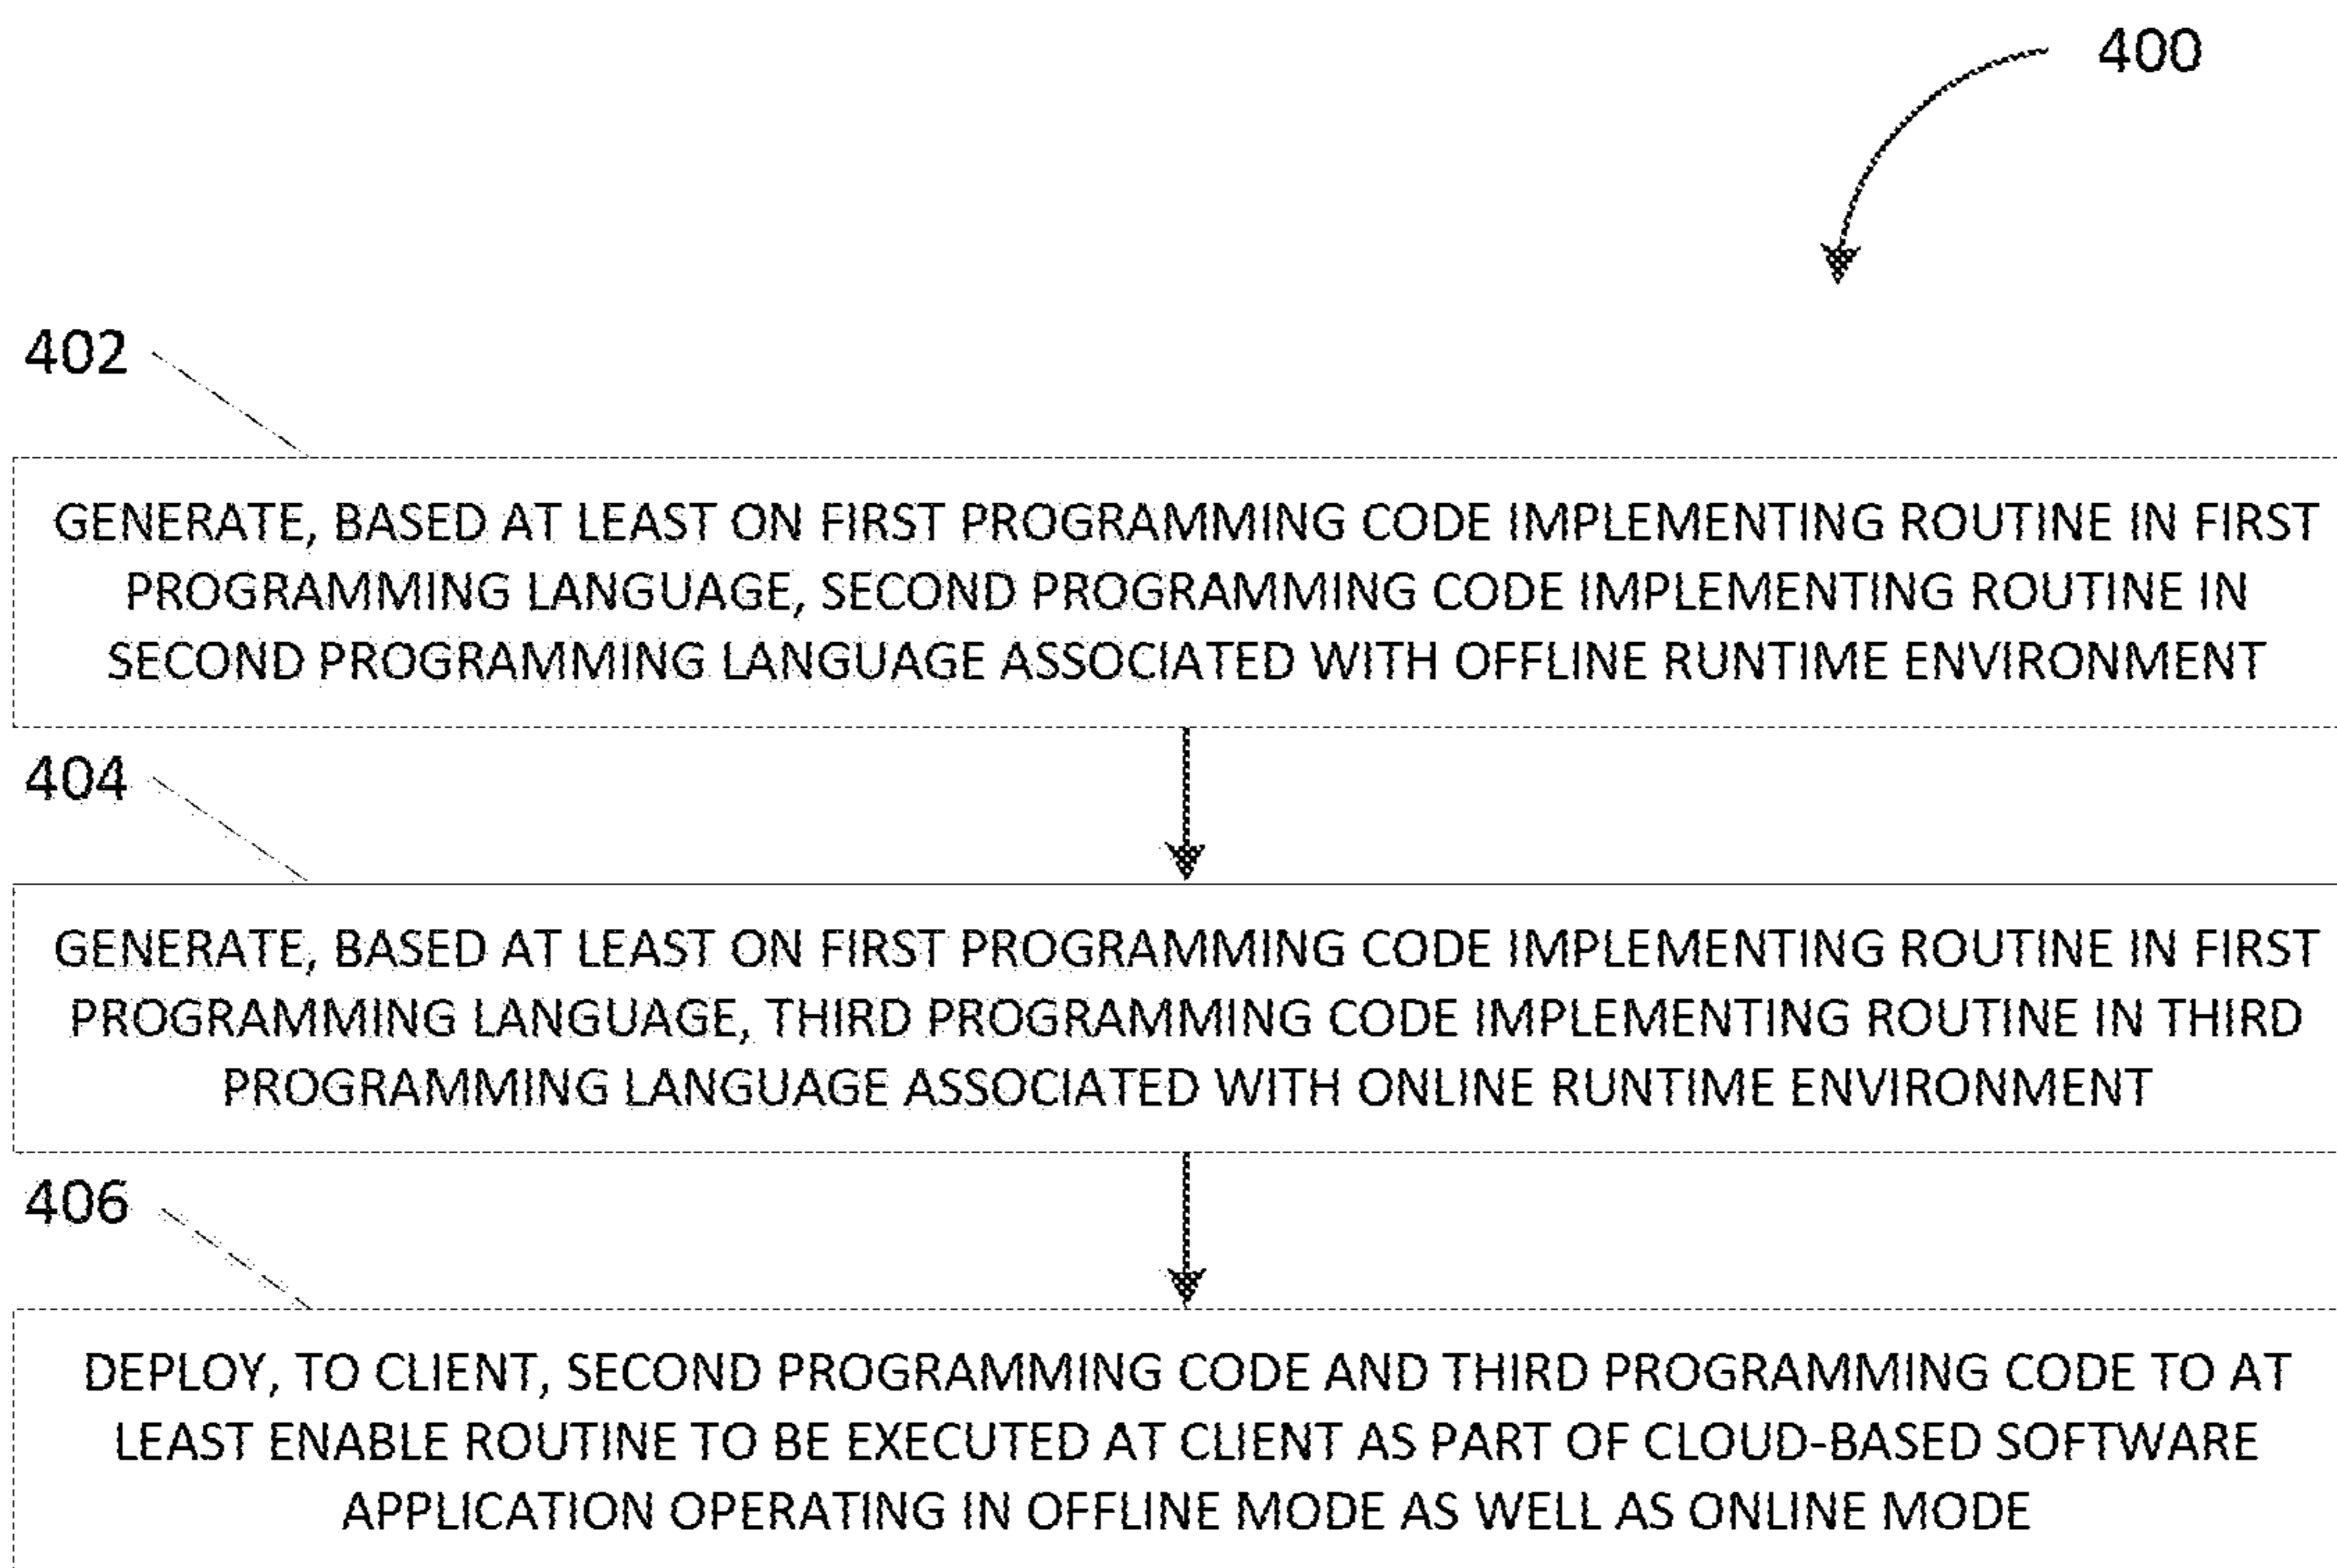 400
402
GENERATE, BASED AT LEAST ON FIRST PROGRAMMING CODE IMPLEMENTING ROUTINE IN FIRST
PROGRAMMING LANGUAGE, SECOND PROGRAMMING CODE IMPLEMENTING ROUTINE IN
SECOND PROGRAMMING LANGUAGE ASSOCIATED WITH OFFLINE RUNTIME ENVIRONMENT
404
GENERATE, BASED AT LEAST ON FIRST PROGRAMMING CODE IMPLEMENTING ROUTINE IN FIRST
PROGRAMMING LANGUAGE, THIRD PROGRAMMING CODE IMPLEMENTING ROUTINE IN THIRD
PROGRAMMING LANGUAGE ASSOCIATED WITH ONLINE RUNTIME ENVIRONMENT
406
DEPLOY, TO CLIENT, SECOND PROGRAMMING CODE AND THIRD PROGRAMMING CODE TO AT
LEAST ENABLE ROUTINE TO BE EXECUTED AT CLIENT AS PART OF CLOUD-BASED SOFTWARE
APPLICATION OPERATING IN OFFLINE MODE AS WELL AS ONLINE MODE